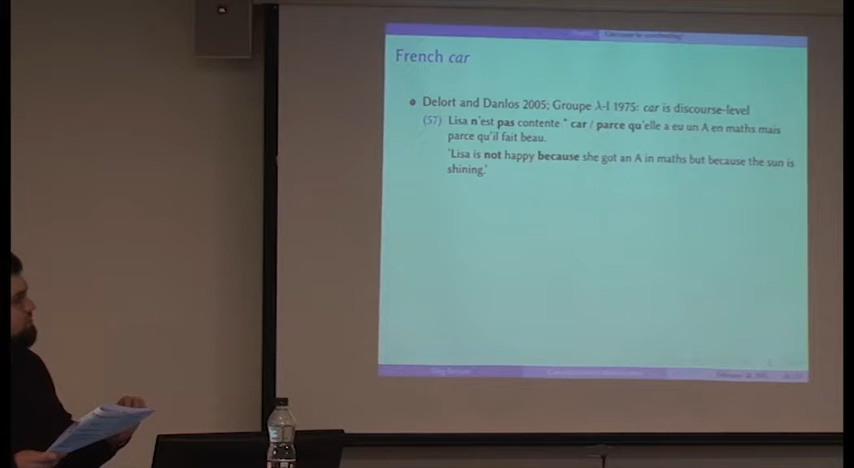 French car
• Delort and Danlos 2005; Groupe λ-l 1975: car is discourse-level
(57) Lisa n'est pas contente * car / parce qu'elle a eu un A en maths mais
parce qu'il fait beau.
'Lisa is not happy because she got an A in maths but because the sun is
shining.'